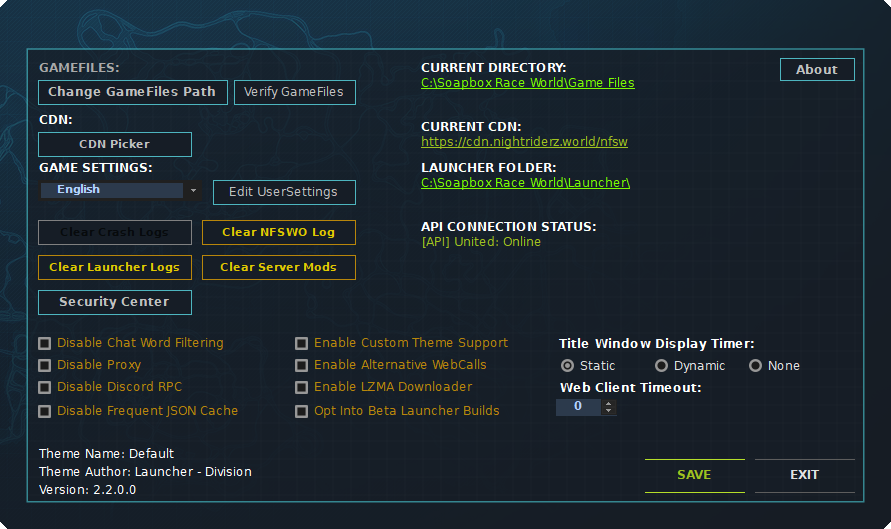 GAMEFILES:
Change GameFiles Path
Verify GameFiles
CDN:
CDN Picker
GAME SETTINGS:
English
Edit UserSettings
Clear Crash Logs
Clear NFSWO Log
Clear Launcher Logs
Clear Server Mods
Security Center
CURRENT DIRECTORY:
C:\Soapbox Race World\Game Files
CURRENT CDN:
https://cdn.nightriderz.world/nfsw
LAUNCHER FOLDER:
C:\Soapbox Race World\Launcher\
API CONNECTION STATUS:
[API] United: Online
About
Disable Chat Word Filtering
Disable Proxy
Disable Discord RPC
Disable Frequent JSON Cache
Enable Custom Theme Support
Enable Alternative WebCalls
Enable LZMA Downloader
Opt Into Beta Launcher Builds
Title Window Display Timer:
Static
Dynamic
None
Web Client Timeout:
0
Theme Name: Default
Theme Author: Launcher - Division
Version: 2.2.0.0
SAVE
EXIT